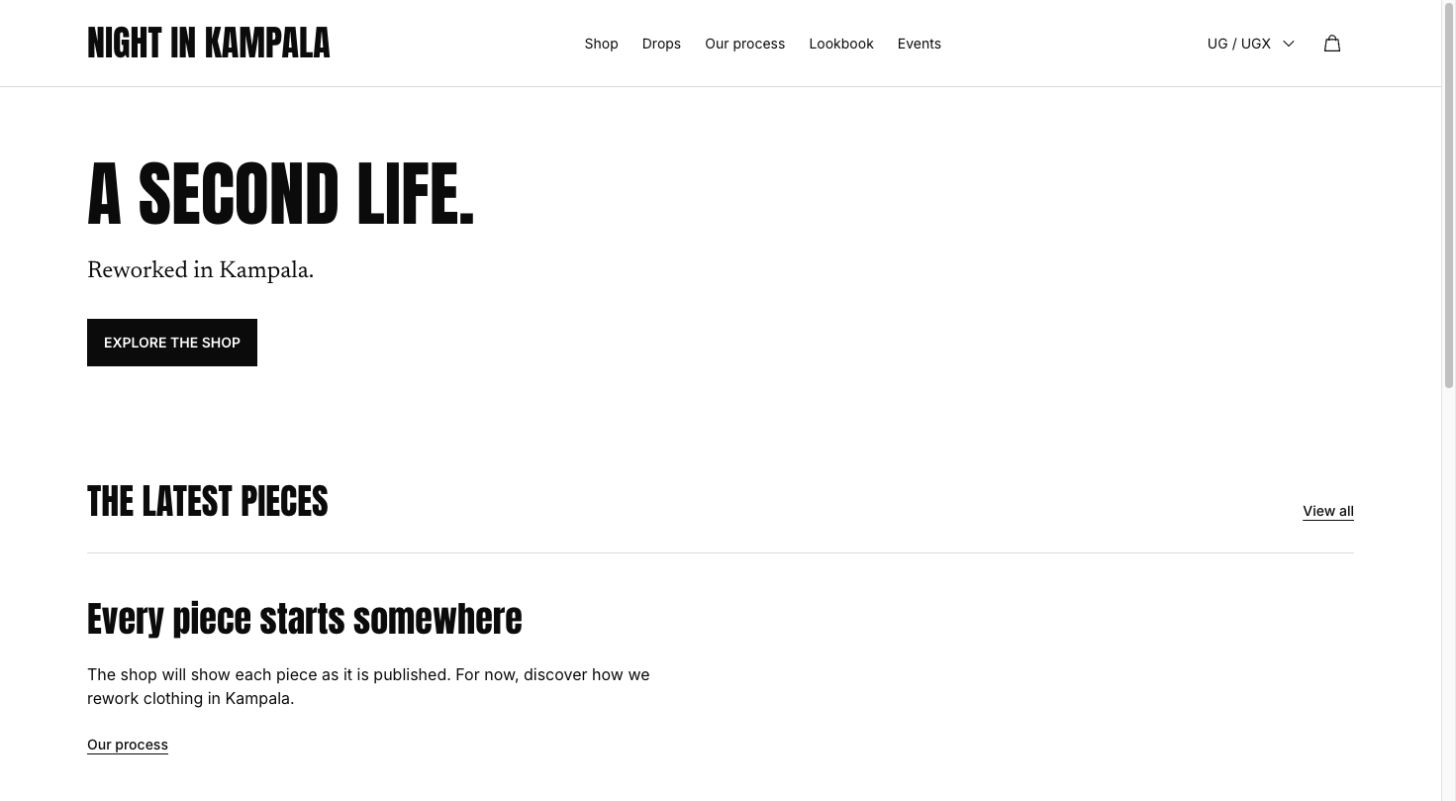 NIGHT IN KAMPALA
Shop
Drops
Our process
Lookbook
Events
UG / UGX
A SECOND LIFE.
Reworked in Kampala.
EXPLORE THE SHOP
THE LATEST PIECES
View all
Every piece starts somewhere
The shop will show each piece as it is published. For now, discover how we
rework clothing in Kampala.
Our process